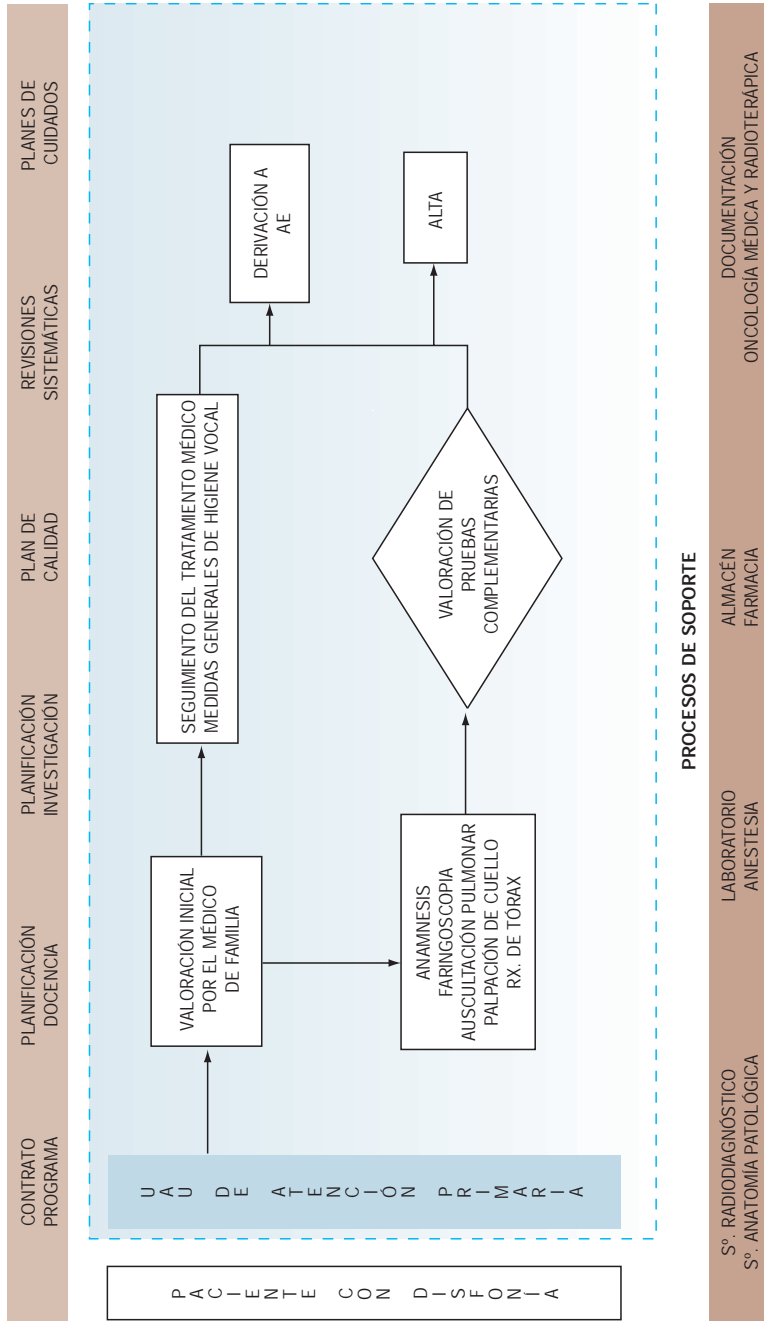 CONTRATO
PROGRAMA
PLANIFICACIÓN
DOCENCIA
PLANIFICACIÓN
INVESTIGACIÓN
PLAN DE
CALIDAD
REVISIONES
SISTEMÁTICAS
PLANES DE
CUIDADOS
PACIENTE CON DISFONÍA
UAU DE ATENCIÓN PRIMARIA
VALORACIÓN INICIAL
POR EL MÉDICO
DE FAMILIA
SEGUIMIENTO DEL TRATAMIENTO MÉDICO
MEDIDAS GENERALES DE HIGIENE VOCAL
DERIVACIÓN A
AE
ANAMNESIS
FARINGOSCOPIA
AUSCULTACIÓN PULMONAR
PALPACIÓN DE CUELLO
RX. DE TÓRAX
VALORACIÓN DE
PRUEBAS
COMPLEMENTARIAS
ALTA
PROCESOS DE SOPORTE
Sº. RADIODIAGNÓSTICO
Sº. ANATOMÍA PATOLÓGICA
LABORATORIO
ANESTESIA
ALMACÉN
FARMACIA
DOCUMENTACIÓN
ONCOLOGÍA MÉDICA Y RADIOTERÁPICA